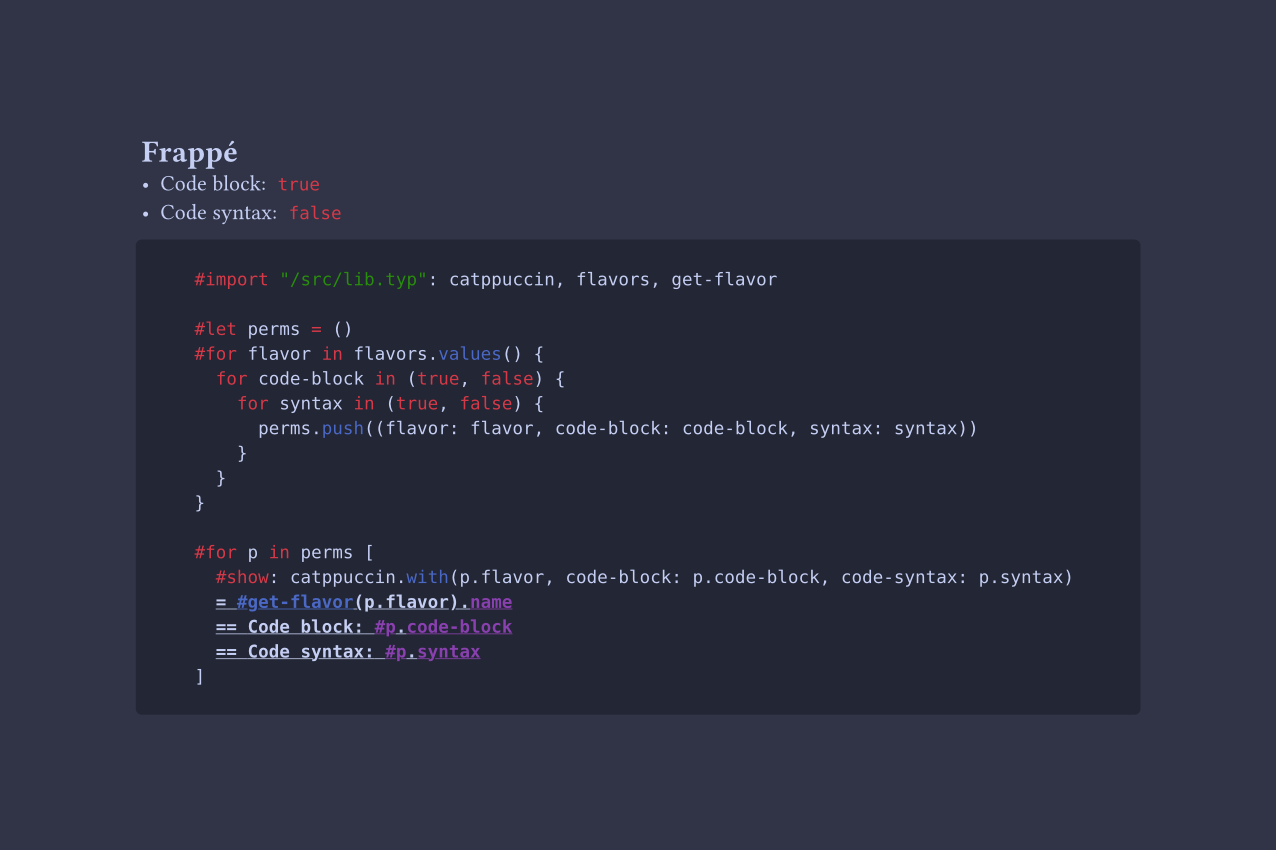 Frappé
• Code block: true
• Code syntax: false
#import "/src/lib.typ": catppuccin, flavors, get-flavor
#let perms = ()
#for flavor in flavors.values() {
  for code-block in (true, false) {
    for syntax in (true, false) {
      perms.push((flavor: flavor, code-block: code-block, syntax: syntax))
    }
  }
}
#for p in perms [
  #show: catppuccin.with(p.flavor, code-block: p.code-block, code-syntax: p.syntax)
  = #get-flavor(p.flavor).name
  == Code block: #p.code-block
  == Code syntax: #p.syntax
]